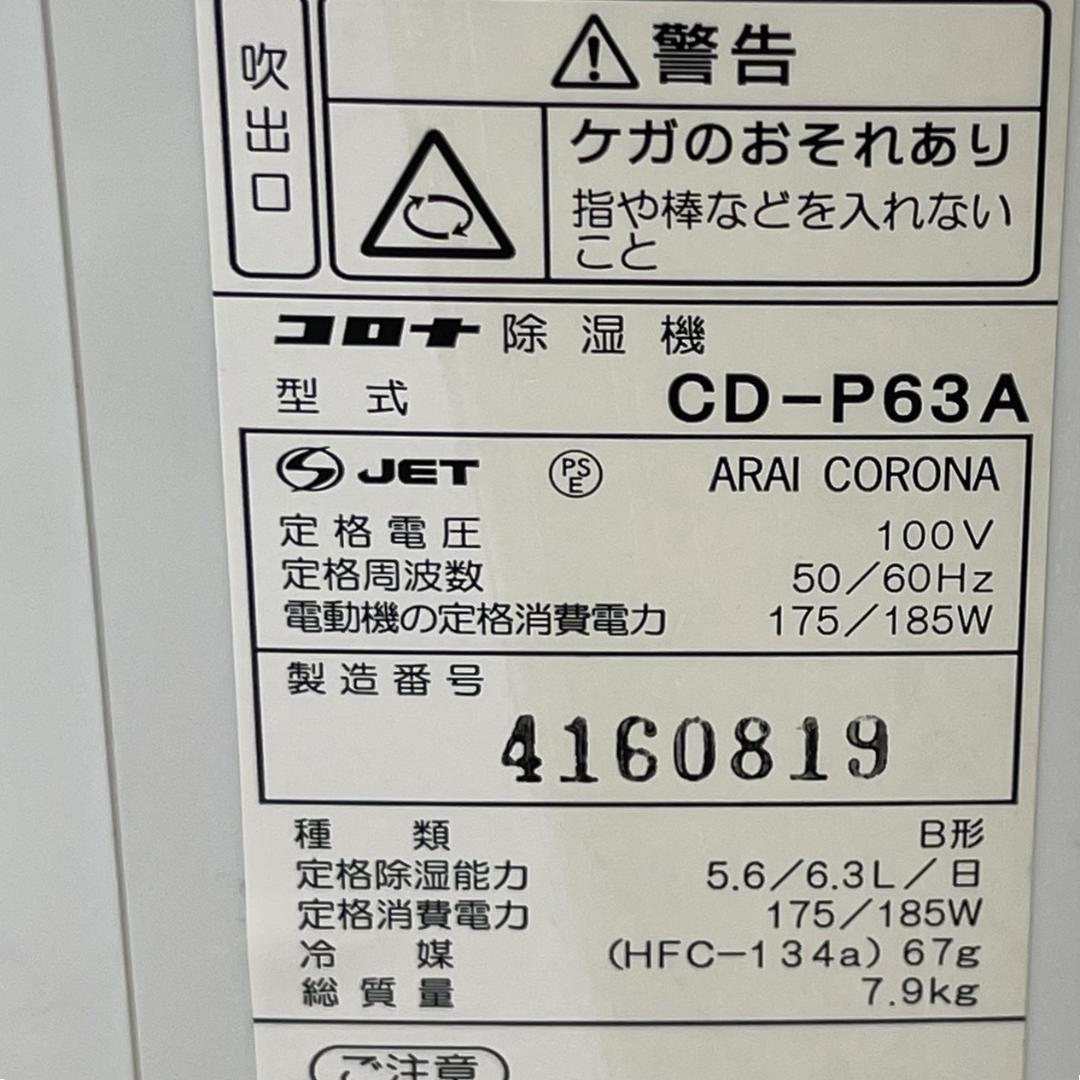 吹出口
警告
ケガのおそれあり
指や棒などを入れない
こと
コロナ 除湿機
型式 CD-P63A
JET PSE ARAI CORONA
定格電圧 100V
定格周波数 50/60Hz
電動機の定格消費電力 175/185W
製造番号
4160819
種類 B形
定格除湿能力 5.6/6.3L/日
定格消費電力 175/185W
冷媒 (HFC-134a) 67g
総質量 7.9kg
ご注意